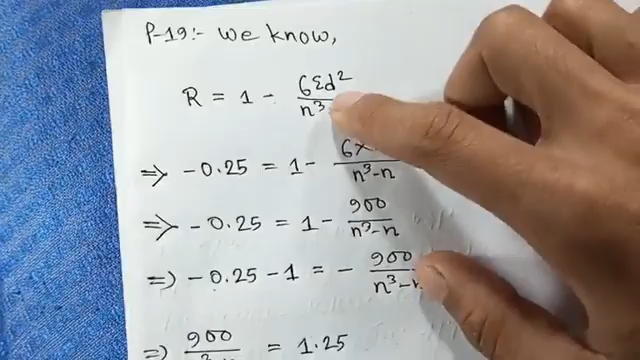 P-19:- We know,
R = 1 - 6Σd² / n³
⇒ -0.25 = 1 - 6× / n³-n
⇒ -0.25 = 1 - 900 / n³-n
⇒ -0.25 - 1 = - 900 / n³-
⇒ 900 / = 1.25